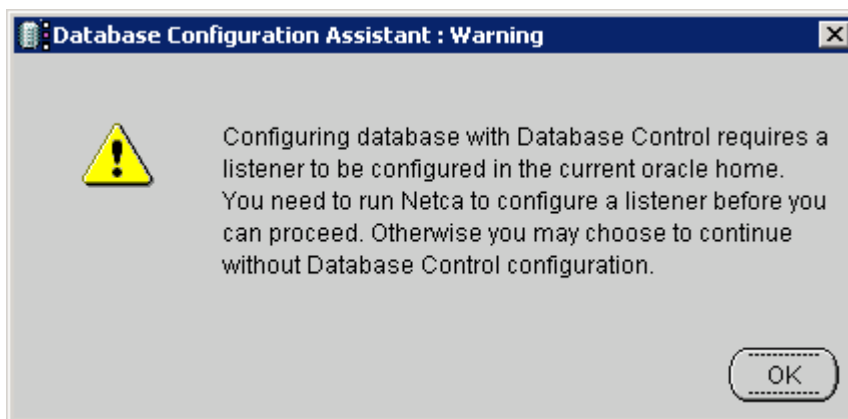 Database Configuration Assistant : Warning
Configuring database with Database Control requires a
listener to be configured in the current oracle home.
You need to run Netca to configure a listener before you
can proceed. Otherwise you may choose to continue
without Database Control configuration.
OK